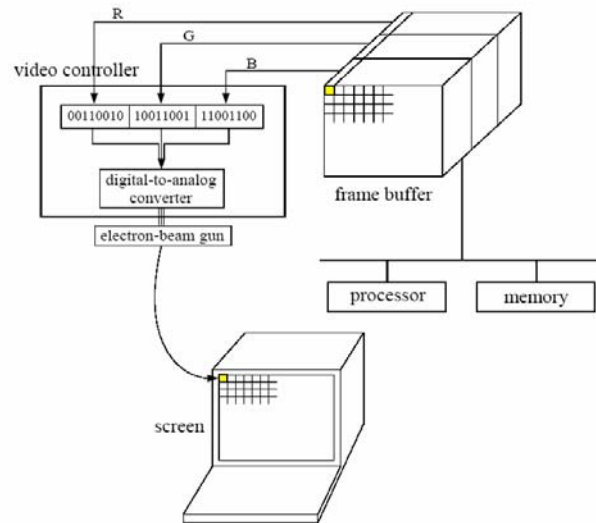 R
G
B
video controller
00110010 10011001 11001100
digital-to-analog
converter
electron-beam gun
frame buffer
processor
memory
screen